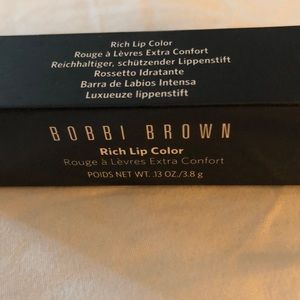 Rich Lip Color
Rouge à Lèvres Extra Confort
Reichhaltiger, schützender Lippenstift
Rossetto Idratante
Barra de Labios Intensa
Luxueuze lippenstift
BOBBI BROWN
Rich Lip Color
Rouge à Lèvres Extra Confort
POIDS NET WT. .13 OZ./3.8 g